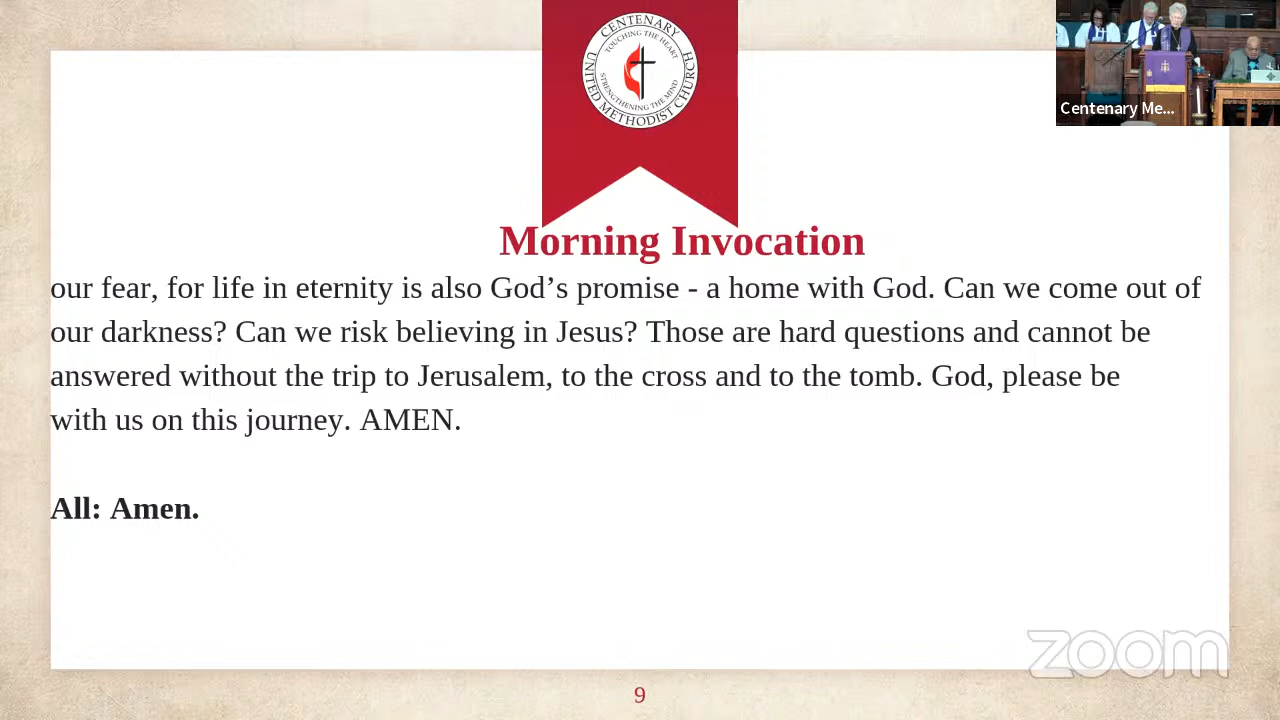 CENTENARY
TOUCHING THE HEART
STRENGTHENING THE MIND
UNITED METHODIST CHURCH
Centenary Me...
Morning Invocation
our fear, for life in eternity is also God’s promise - a home with God. Can we come out of
our darkness? Can we risk believing in Jesus? Those are hard questions and cannot be
answered without the trip to Jerusalem, to the cross and to the tomb. God, please be
with us on this journey. AMEN.
All: Amen.
zoom
9